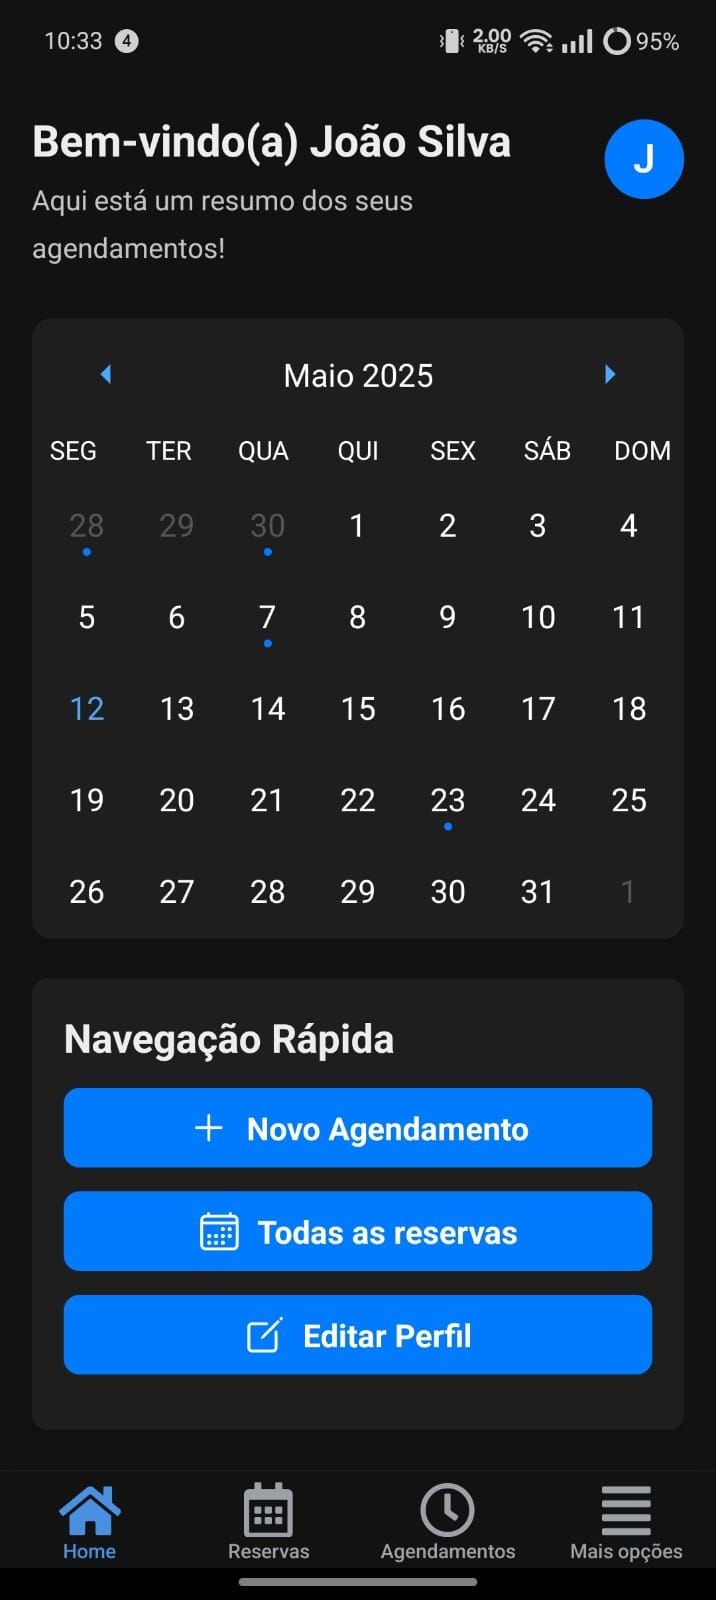 10:33 4 2.00 KB/S 95%
Bem-vindo(a) João Silva
J
Aqui está um resumo dos seus
agendamentos!
Maio 2025
SEG TER QUA QUI SEX SÁB DOM
28 29 30 1 2 3 4
5 6 7 8 9 10 11
12 13 14 15 16 17 18
19 20 21 22 23 24 25
26 27 28 29 30 31 1
Navegação Rápida
Novo Agendamento
Todas as reservas
Editar Perfil
Home Reservas Agendamentos Mais opções